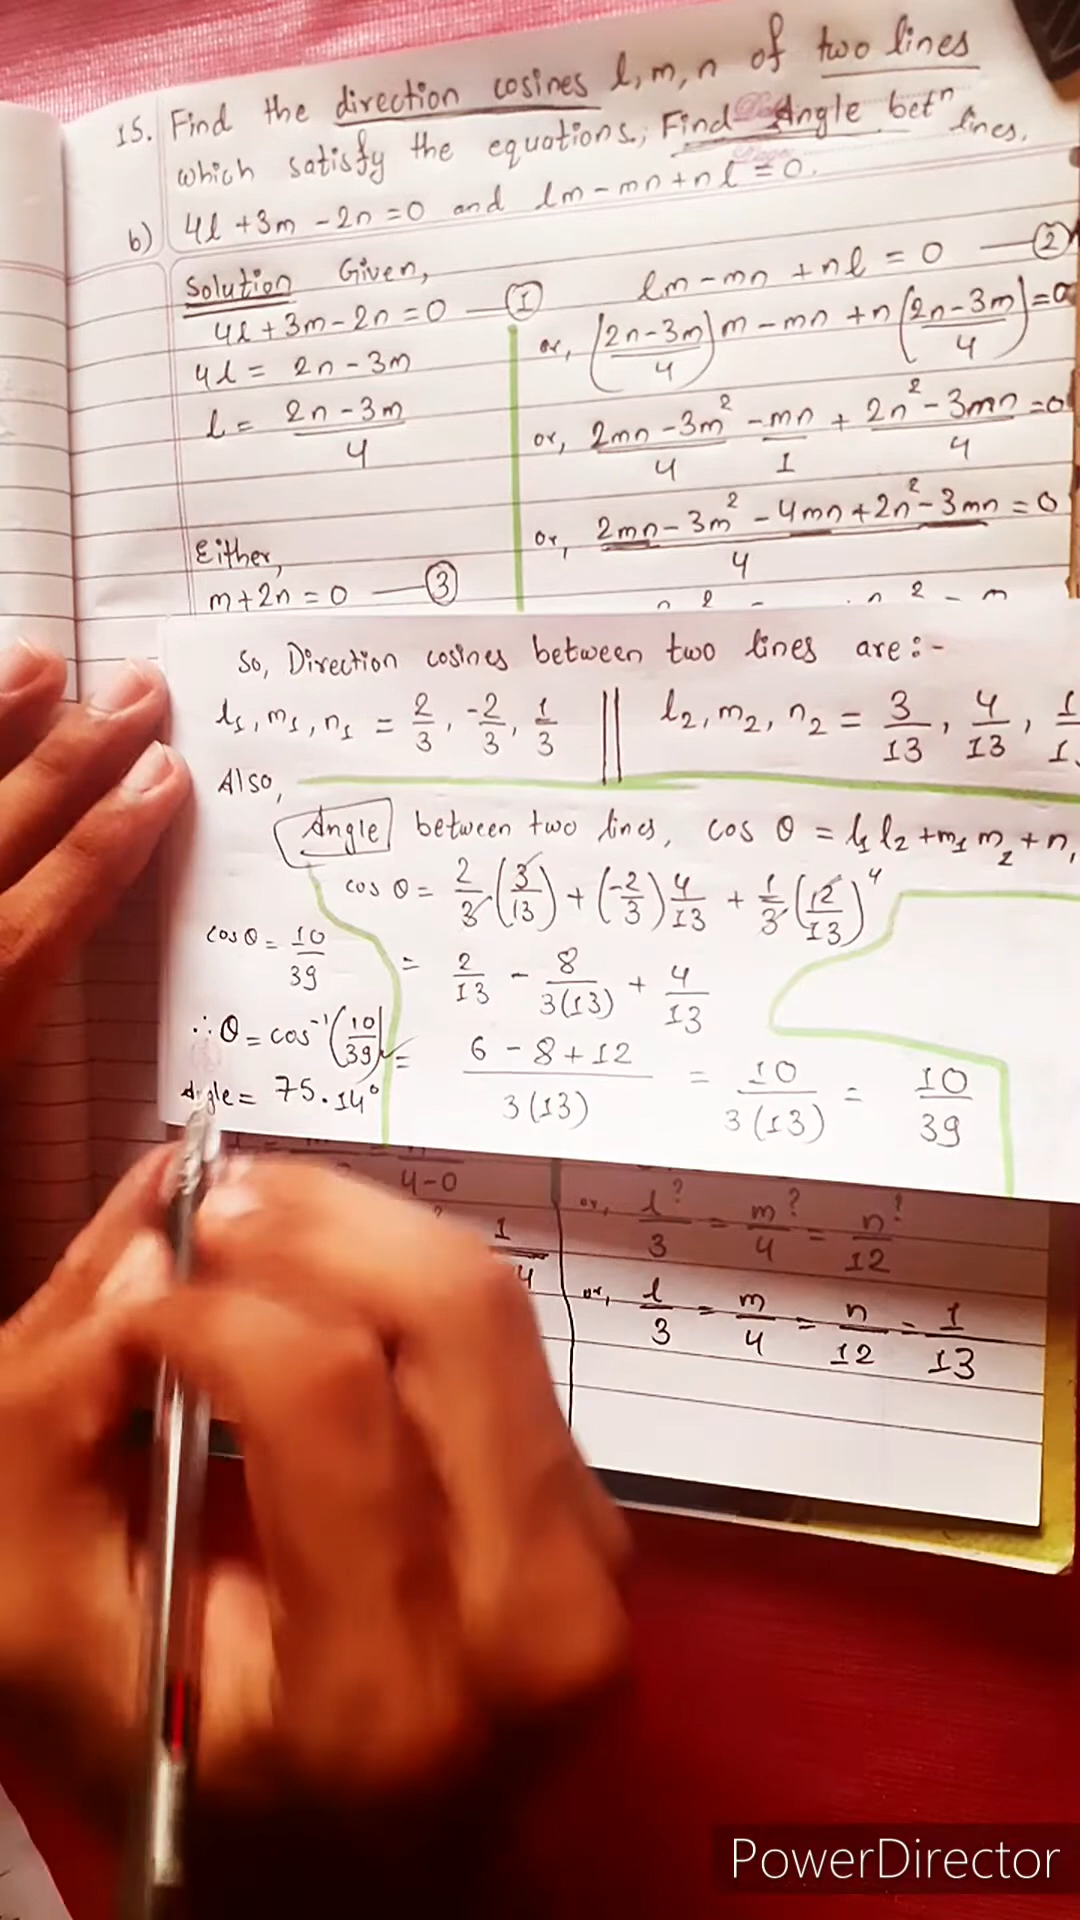 15. Find the direction cosines l, m, n of two lines
which satisfy the equations, Find Angle betⁿ lines.
b) 4l + 3m - 2n = 0 and lm - mn + nl = 0.
Solution Given,
4l + 3m - 2n = 0 — ①
4l = 2n - 3m
l = (2n - 3m)/4
Either,
m + 2n = 0 — ③
lm - mn + nl = 0 — ②
or, ((2n - 3m)/4) m - mn + n ((2n - 3m)/4) = 0
or, (2mn - 3m²)/4 - mn/1 + (2n² - 3mn)/4 = 0
or, (2mn - 3m² - 4mn + 2n² - 3mn)/4 = 0
So, Direction cosines between two lines are :-
l₁, m₁, n₁ = 2/3, -2/3, 1/3 || l₂, m₂, n₂ = 3/13, 4/13,
Also,
Angle between two lines, cos θ = l₁ l₂ + m₁ m₂ + n₁
cos θ = 2/3 (3/13) + (-2/3) 4/13 + 1/3 (12/13) 4
= 2/13 - 8/3(13) + 4/13
= (6 - 8 + 12)/3(13) = 10/3(13) = 10/39
cos θ = 10/39
∴ θ = cos⁻¹(10/39)
Angle = 75.14°
4-0
1
4
or, l?/3 = m?/4 = n?/12
or, l/3 = m/4 = n/12 = 1/13
PowerDirector